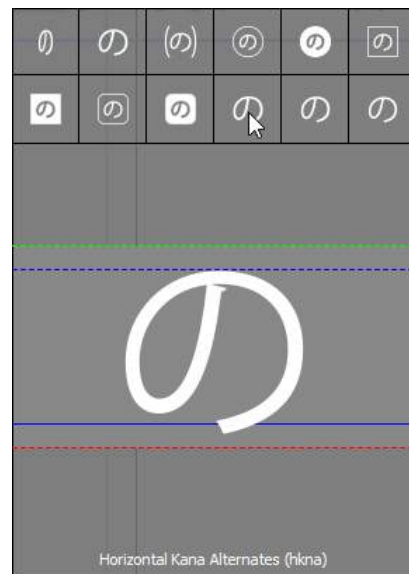 の の (の) の の の
の の の の の の
の
Horizontal Kana Alternates (hkna)